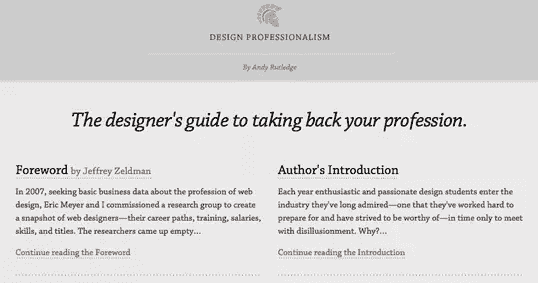 DESIGN PROFESSIONALISM
By Andy Rutledge
The designer's guide to taking back your profession.
Foreword by Jeffrey Zeldman
In 2007, seeking basic business data about the profession of web
design, Eric Meyer and I commissioned a research group to create
a snapshot of web designers—their career paths, training, salaries,
skills, and titles. The researchers came up empty...
Continue reading the Foreword
Author's Introduction
Each year enthusiastic and passionate design students enter the
industry they've long admired—one that they've worked hard to
prepare for and have strived to be worthy of—in time only to meet
with disillusionment. Why?...
Continue reading the Introduction